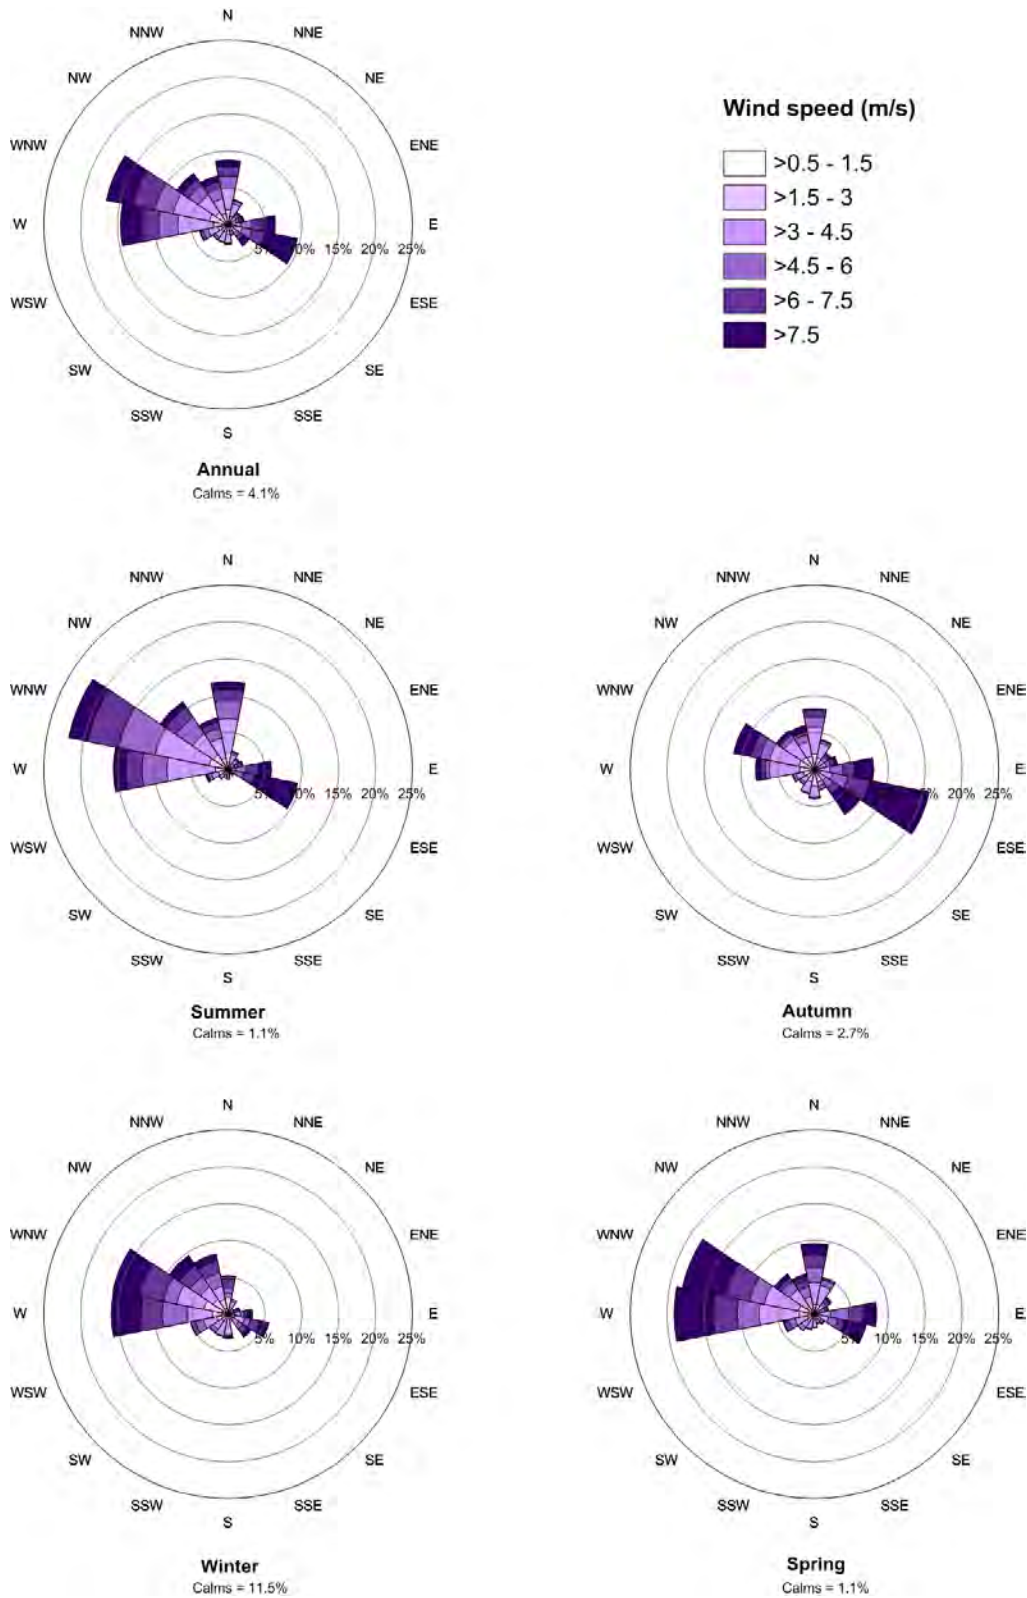 N
NNW NNE
NW NE
WNW ENE
W E
5% 10% 15% 20% 25%
WSW ESE
SW SE
SSW SSE
S
Annual
Calms = 4.1%
Wind speed (m/s)
>0.5 - 1.5
>1.5 - 3
>3 - 4.5
>4.5 - 6
>6 - 7.5
>7.5
N
NNW NNE
NW NE
WNW ENE
W E
5% 10% 15% 20% 25%
WSW ESE
SW SE
SSW SSE
S
Summer
Calms = 1.1%
N
NNW NNE
NW NE
WNW ENE
W E
20% 25%
WSW ESE
SW SE
SSW SSE
S
Autumn
Calms = 2.7%
N
NNW NNE
NW NE
WNW ENE
W E
5% 10% 15% 20% 25%
WSW ESE
SW SE
SSW SSE
S
Winter
Calms = 11.5%
N
NNW NNE
NW NE
WNW ENE
W E
5% 10% 15% 20% 25%
WSW ESE
SW SE
SSW SSE
S
Spring
Calms = 1.1%